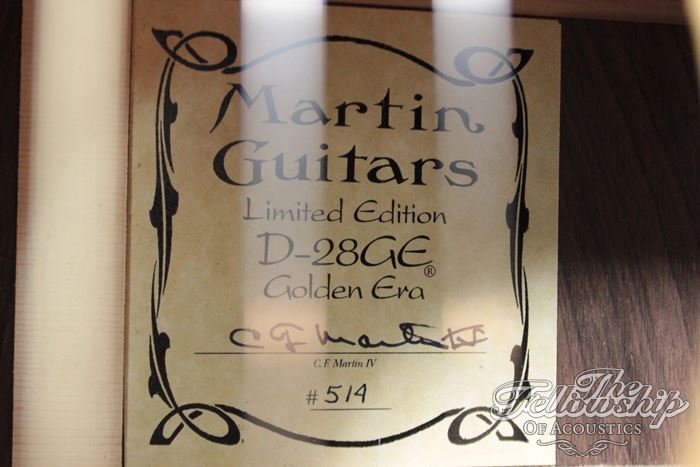 Martin
Guitars
Limited Edition
D-28GE®
Golden Era
C F Martin IV
C. F. Martin IV
# 514
The
Fellowship
OF ACOUSTICS